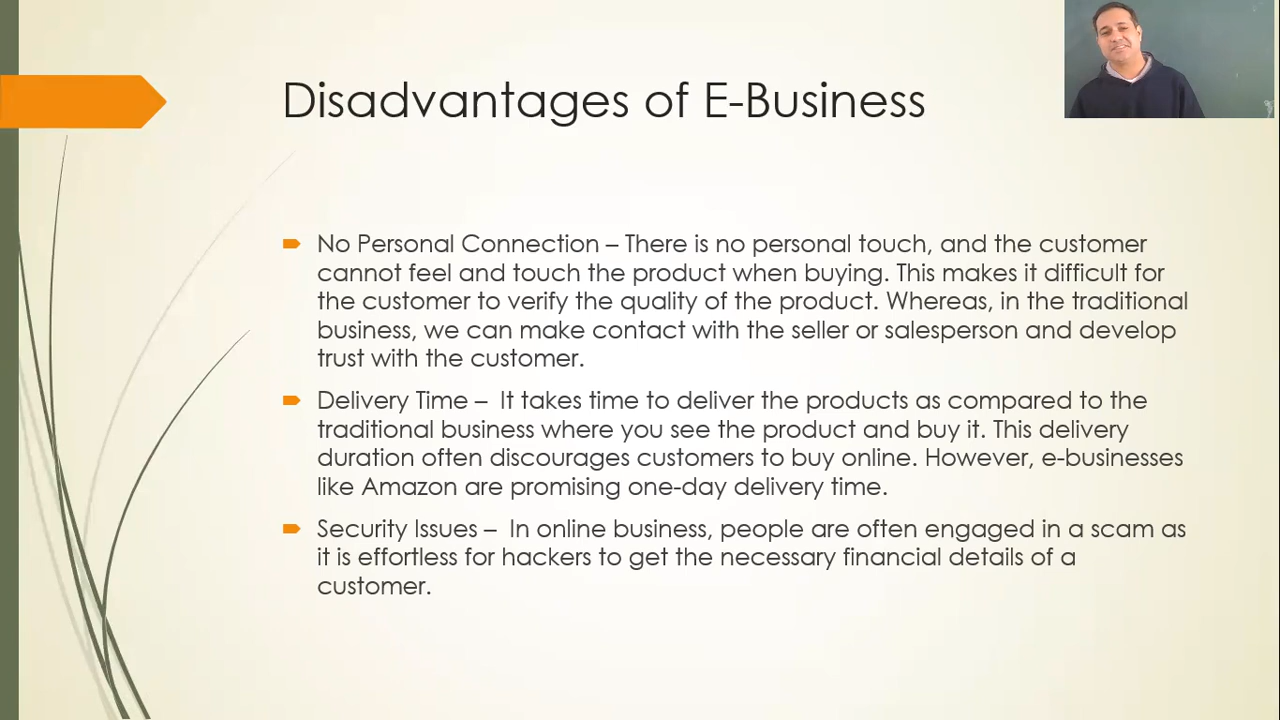 Disadvantages of E-Business
No Personal Connection – There is no personal touch, and the customer
cannot feel and touch the product when buying. This makes it difficult for
the customer to verify the quality of the product. Whereas, in the traditional
business, we can make contact with the seller or salesperson and develop
trust with the customer.
Delivery Time –  It takes time to deliver the products as compared to the
traditional business where you see the product and buy it. This delivery
duration often discourages customers to buy online. However, e-businesses
like Amazon are promising one-day delivery time.
Security Issues –  In online business, people are often engaged in a scam as
it is effortless for hackers to get the necessary financial details of a
customer.